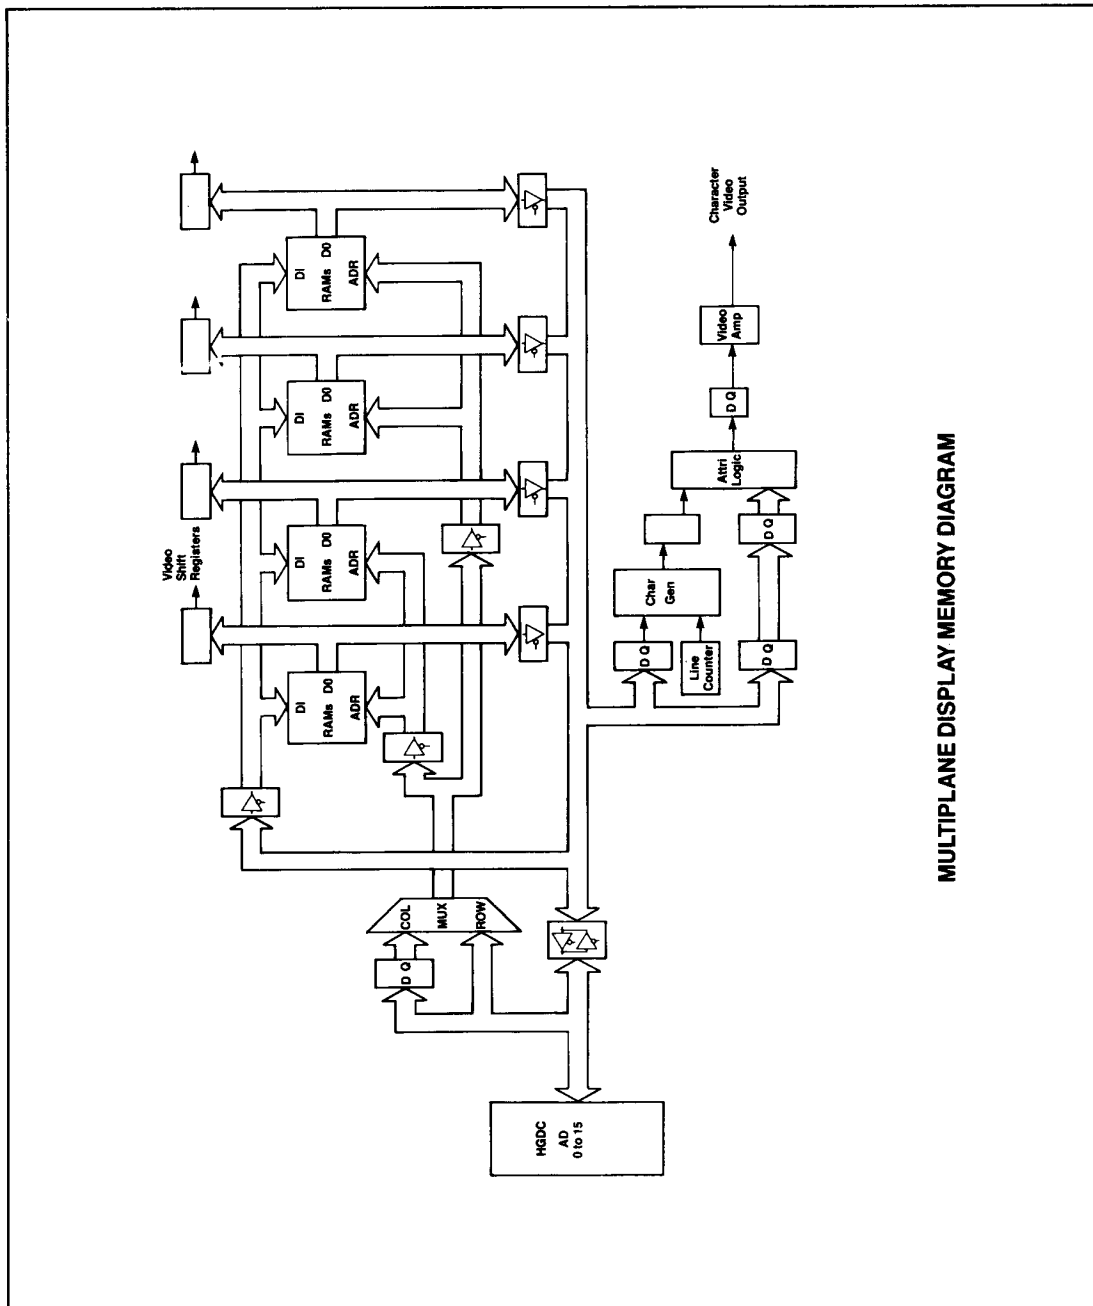 Video
Shift
Registers
DI
RAMs D0
ADR
DI
RAMs D0
ADR
DI
RAMs D0
ADR
DI
RAMs D0
ADR
COL
MUX
ROW
D Q
HGDC
AD
0 to 15
D Q
Line
Counter
Char
Gen
D Q
D Q
Attri
Logic
D Q
Video
Amp
Character
Video
Output
MULTIPLANE DISPLAY MEMORY DIAGRAM